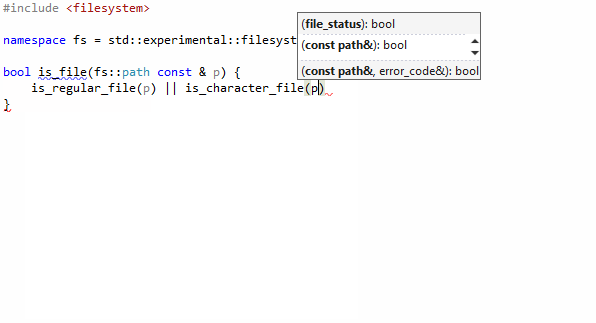 #include <filesystem>
(file_status): bool
namespace fs = std::experimental::filesyst
(const path&): bool
(const path&, error_code&): bool
bool is_file(fs::path const & p) {
is_regular_file(p) || is_character_file(p)
}